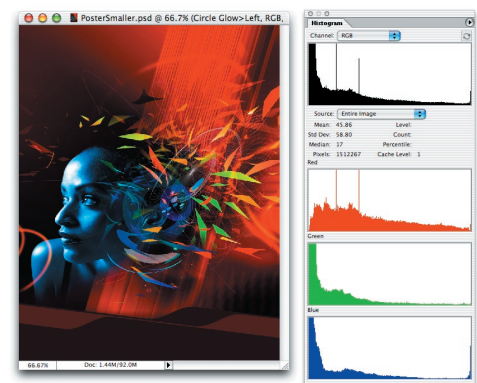 PosterSmaller.psd @ 66.7% (Circle Glow>Left, RGB,
66.67%
Doc: 1.44M/92.0M
Histogram
Channel: RGB
Source: Entire Image
Mean: 45.86 Level:
Std Dev: 58.80 Count:
Median: 17 Percentile:
Pixels: 1512267 Cache Level: 1
Red
Green
Blue